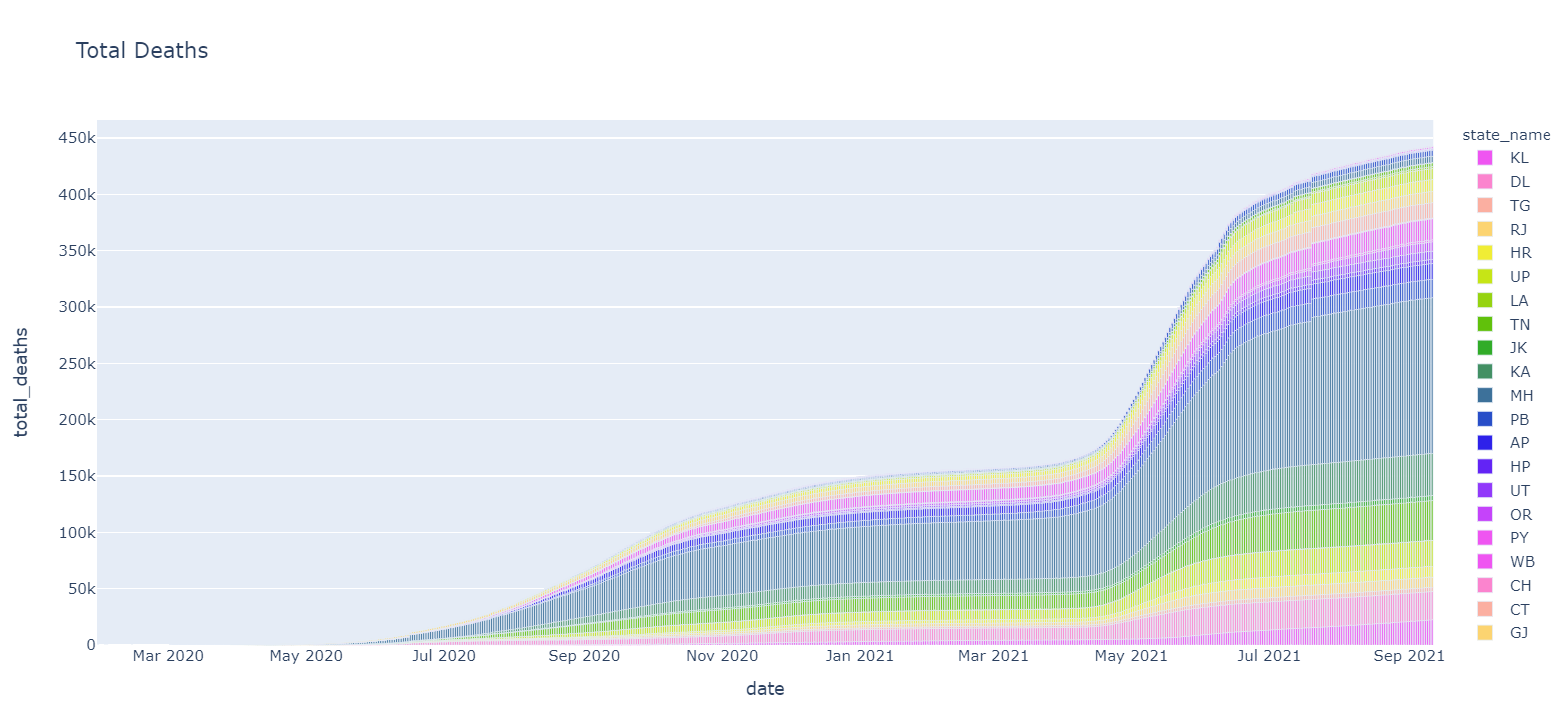 Total Deaths
450k
400k
350k
300k
250k
200k
150k
100k
50k
0
total_deaths
Mar 2020 May 2020 Jul 2020 Sep 2020 Nov 2020 Jan 2021 Mar 2021 May 2021 Jul 2021 Sep 2021
date
state_name
KL
DL
TG
RJ
HR
UP
LA
TN
JK
KA
MH
PB
AP
HP
UT
OR
PY
WB
CH
CT
GJ